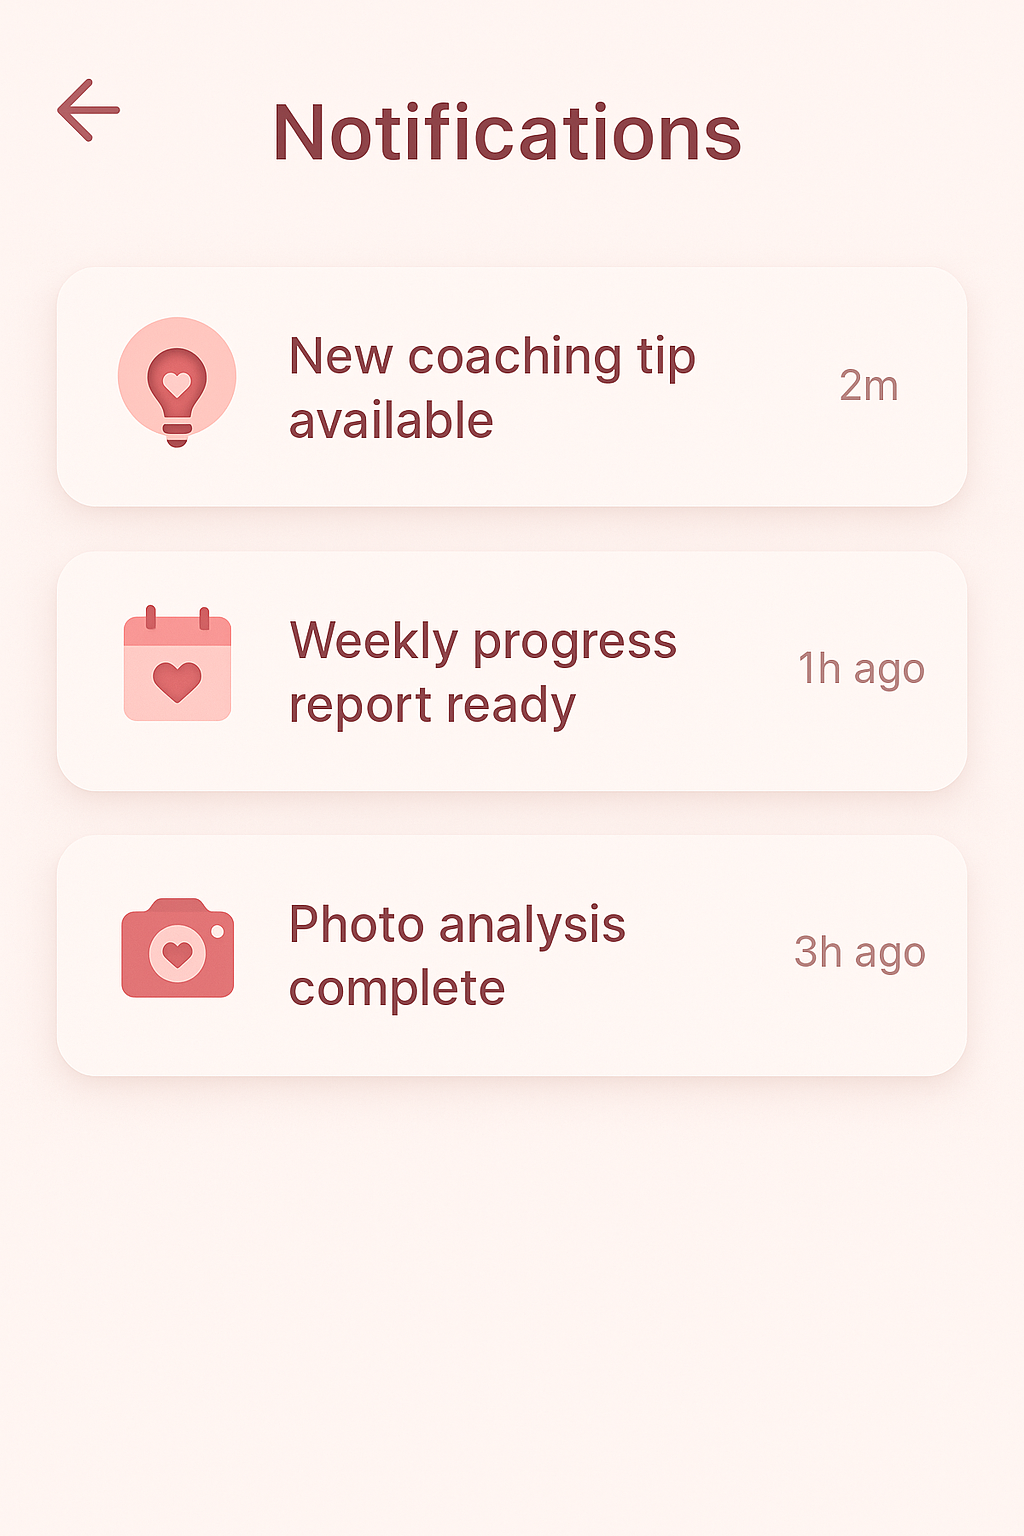 Notifications
New coaching tip
available
2m
Weekly progress
report ready
1h ago
Photo analysis
complete
3h ago